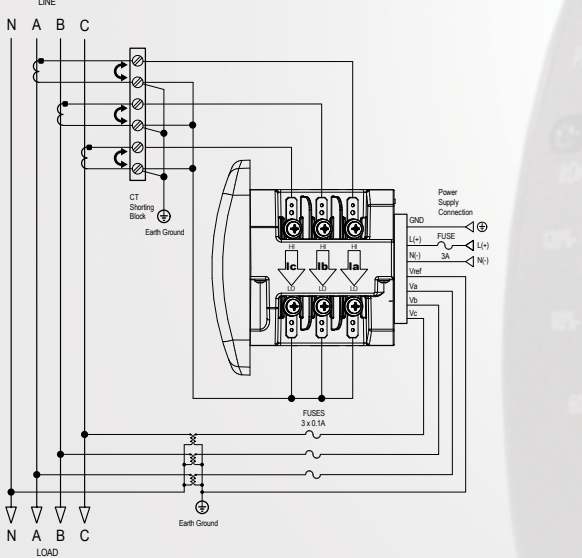 LINE
N A B C
CT
Shorting
Block
Earth Ground
Power
Supply
Connection
GND
L(+)
FUSE
L(+)
N(-)
3A
N(-)
Vref
Va
Vb
Vc
HI HI HI
Ic Ib Ia
LO LO LO
FUSES
3 x 0.1A
Earth Ground
N A B C
LOAD